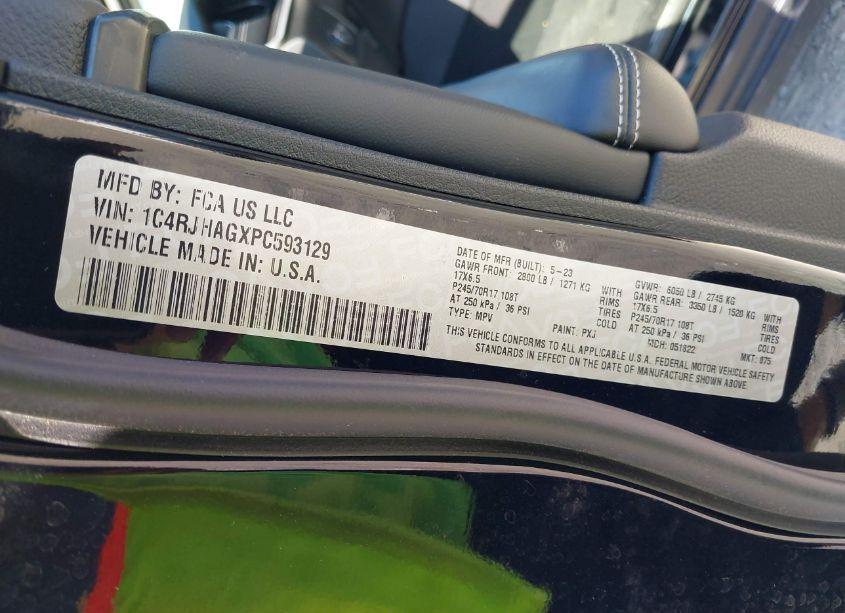 MFD BY: FCA US LLC
VIN: 1C4RJHAGXPC593129
VEHICLE MADE IN: U.S.A.
DATE OF MFR (BUILT): 5-23 GVWR: 6050 LB / 2745 KG
GAWR FRONT: 2800 LB / 1271 KG WITH GAWR REAR: 3350 LB / 1520 KG WITH
17X6.5 RIMS 17X6.5 RIMS
P245/70R17 108T TIRES P245/70R17 108T TIRES
AT 250 kPa / 36 PSI COLD AT 250 kPa / 36 PSI COLD
TYPE: MPV PAINT: PXJ MDH: 051822 MKT: 875
THIS VEHICLE CONFORMS TO ALL APPLICABLE U.S.A. FEDERAL MOTOR VEHICLE SAFETY
STANDARDS IN EFFECT ON THE DATE OF MANUFACTURE SHOWN ABOVE.